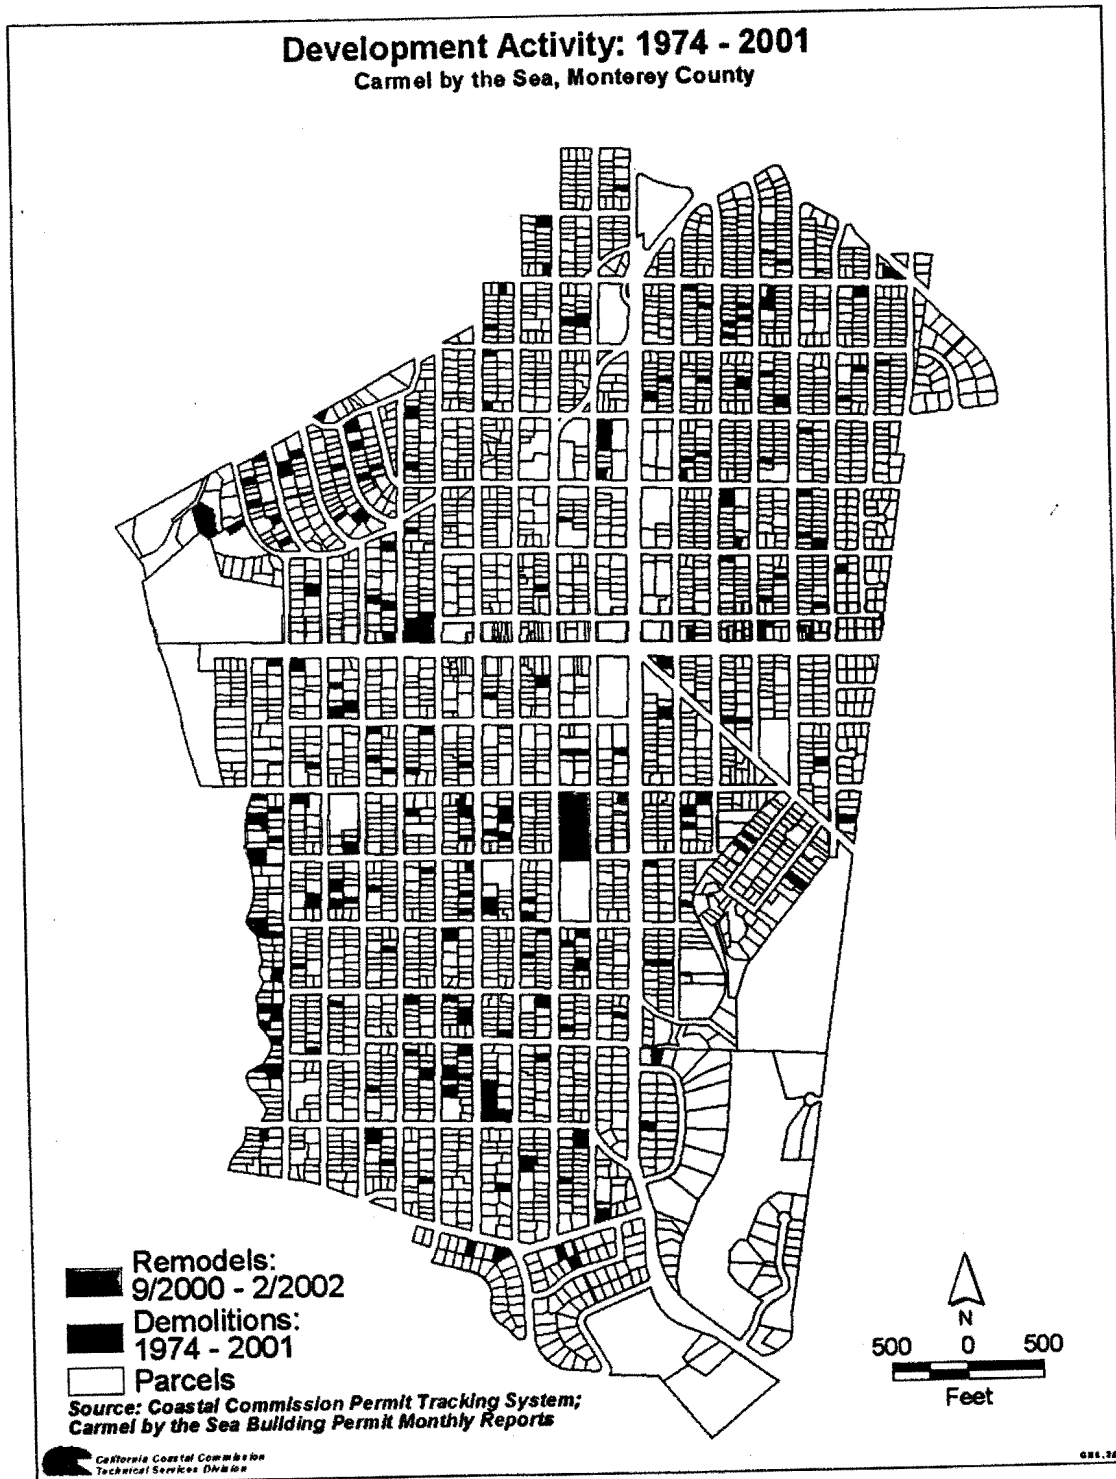 Development Activity: 1974 - 2001
Carmel by the Sea, Monterey County
Remodels:
9/2000 - 2/2002
Demolitions:
1974 - 2001
Parcels
Source: Coastal Commission Permit Tracking System;
Carmel by the Sea Building Permit Monthly Reports
California Coastal Commission
Technical Services Division
N
500 0 500
Feet